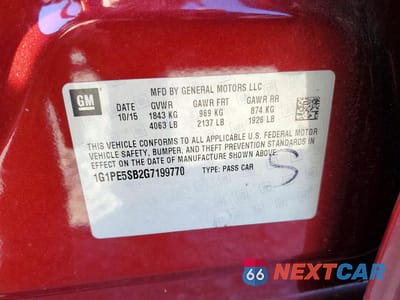 GM
MFD BY GENERAL MOTORS LLC
DATE GVWR GAWR FRT GAWR RR
10/15 1843 KG 969 KG 874 KG
4063 LB 2137 LB 1926 LB
THIS VEHICLE CONFORMS TO ALL APPLICABLE U.S. FEDERAL MOTOR
VEHICLE SAFETY, BUMPER, AND THEFT PREVENTION STANDARDS IN
EFFECT ON THE DATE OF MANUFACTURE SHOWN ABOVE.
1G1PE5SB2G7199770 TYPE: PASS CAR
S
66 NEXTCAR